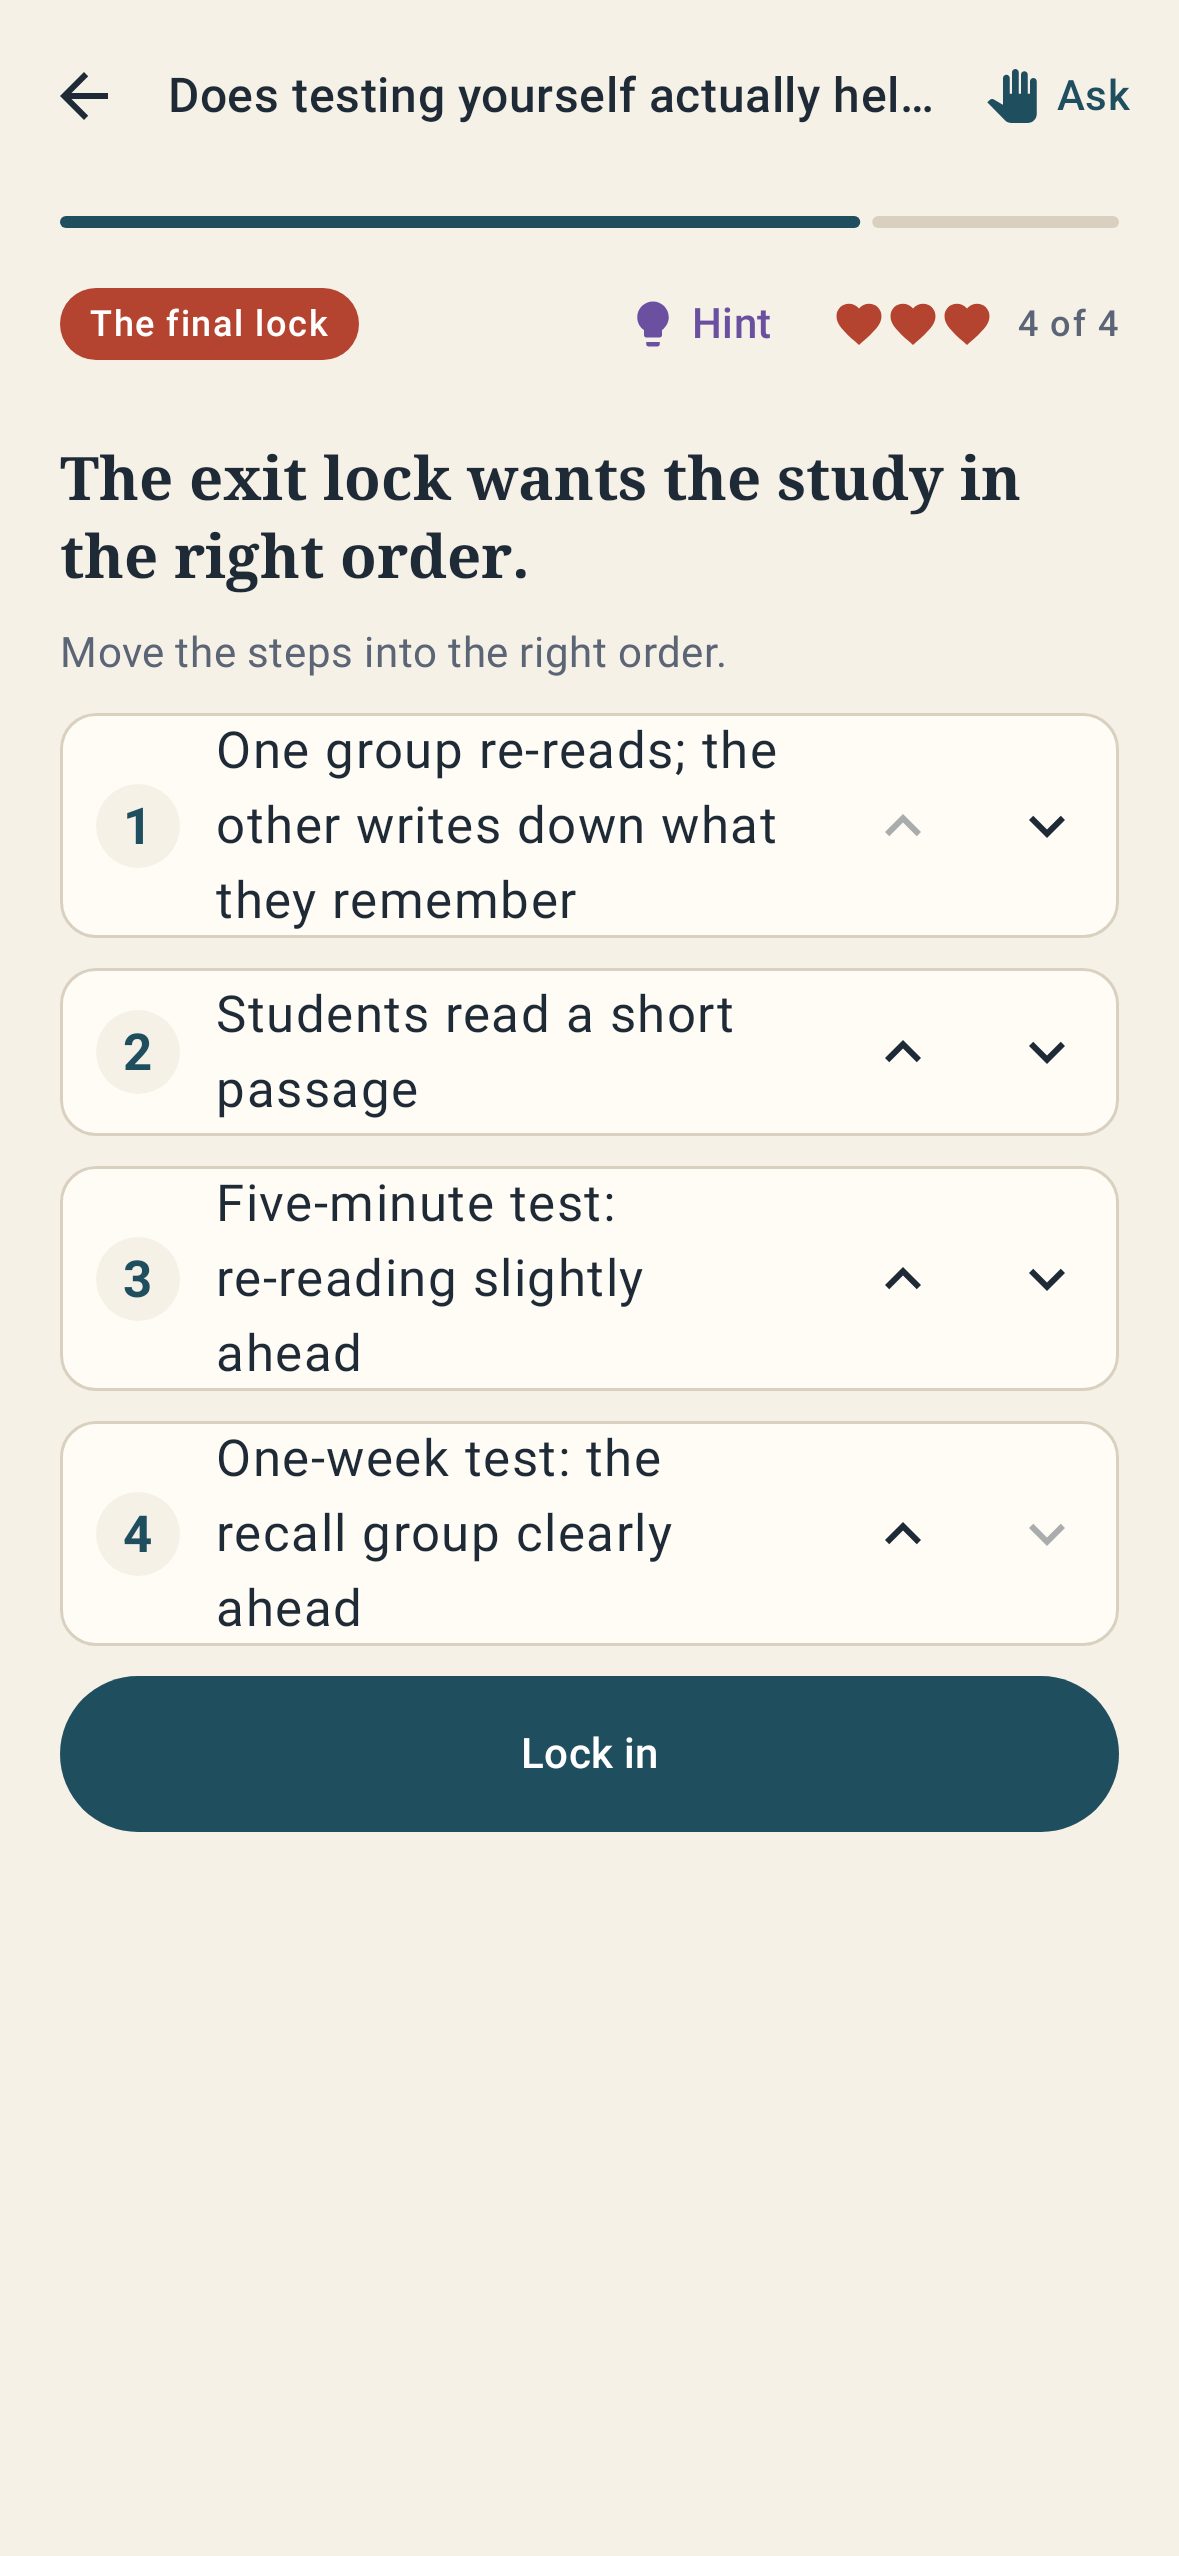 Does testing yourself actually hel...
Ask
The final lock
Hint
4 of 4
The exit lock wants the study in
the right order.
Move the steps into the right order.
1
One group re-reads; the
other writes down what
they remember
2
Students read a short
passage
3
Five-minute test:
re-reading slightly
ahead
4
One-week test: the
recall group clearly
ahead
Lock in